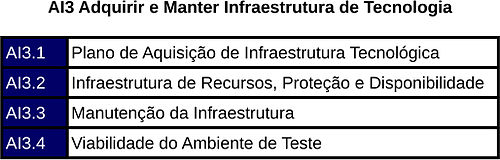 AI3 Adquirir e Manter Infraestrutura de Tecnologia
AI3.1 Plano de Aquisição de Infraestrutura Tecnológica
AI3.2 Infraestrutura de Recursos, Proteção e Disponibilidade
AI3.3 Manutenção da Infraestrutura
AI3.4 Viabilidade do Ambiente de Teste